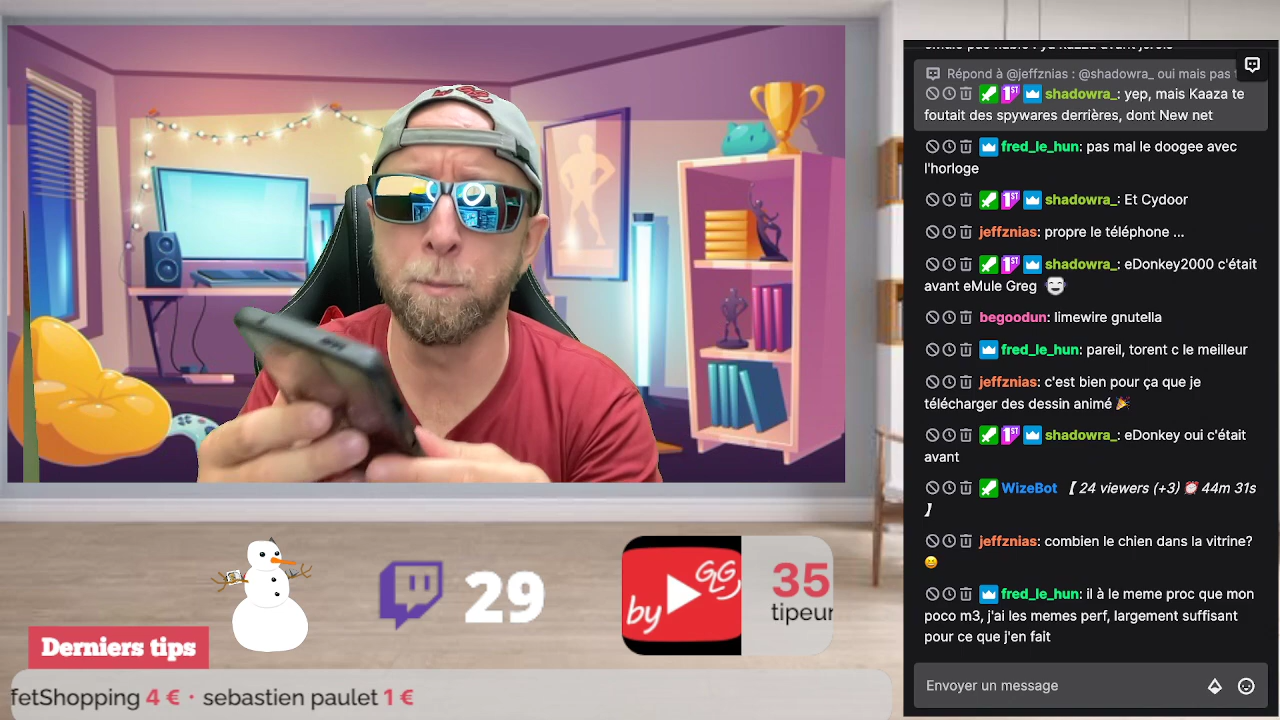 Répond à @jeffznias : @shadowra_ oui mais pas
shadowra_: yep, mais Kaaza te
foutait des spywares derrières, dont New net
fred_le_hun: pas mal le doogee avec
l'horloge
shadowra_: Et Cydoor
jeffznias: propre le téléphone ...
shadowra_: eDonkey2000 c'était
avant eMule Greg
begoodun: limewire gnutella
fred_le_hun: pareil, torent c le meilleur
jeffznias: c'est bien pour ça que je
télécharger des dessin animé 🎉
shadowra_: eDonkey oui c'était
avant
WizeBot 【 24 viewers (+3) ⏰ 44m 31s
】
jeffznias: combien le chien dans la vitrine?
😀
fred_le_hun: il à le meme proc que mon
poco m3, j'ai les memes perf, largement suffisant
pour ce que j'en fait
Envoyer un message
29
by GG
35
tipeur
Derniers tips
fetShopping 4 € · sebastien paulet 1 €